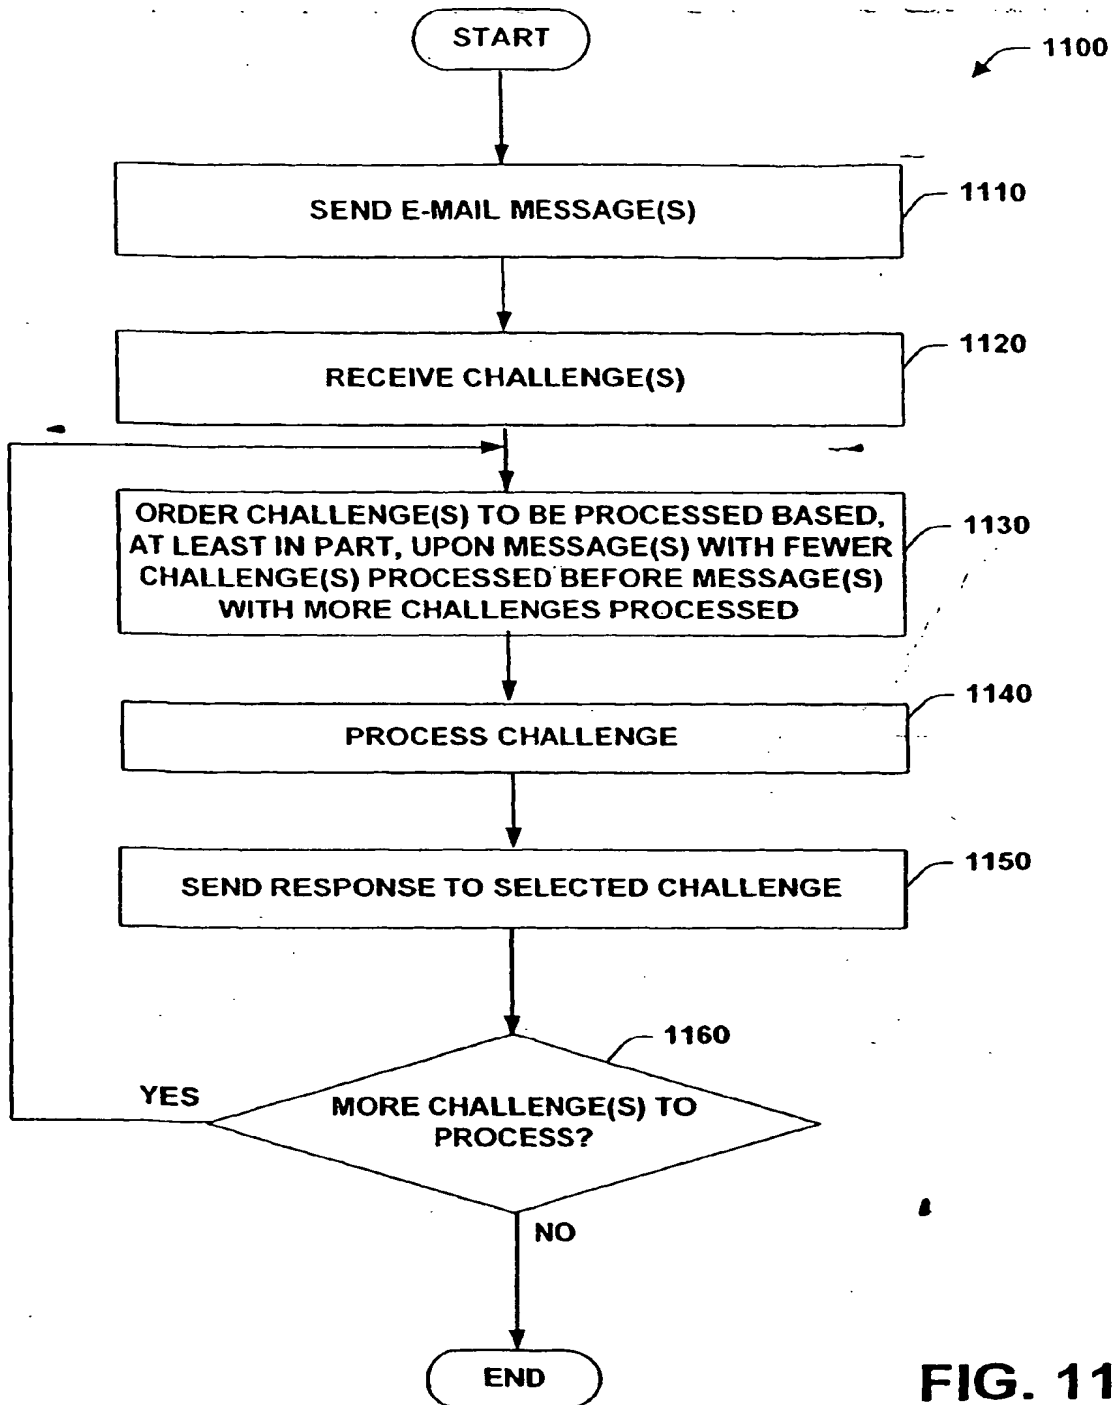 START
1100
SEND E-MAIL MESSAGE(S)
1110
RECEIVE CHALLENGE(S)
1120
ORDER CHALLENGE(S) TO BE PROCESSED BASED,
AT LEAST IN PART, UPON MESSAGE(S) WITH FEWER
CHALLENGE(S) PROCESSED BEFORE MESSAGE(S)
WITH MORE CHALLENGES PROCESSED
1130
PROCESS CHALLENGE
1140
SEND RESPONSE TO SELECTED CHALLENGE
1150
1160
YES
MORE CHALLENGE(S) TO
PROCESS?
NO
END
FIG. 11